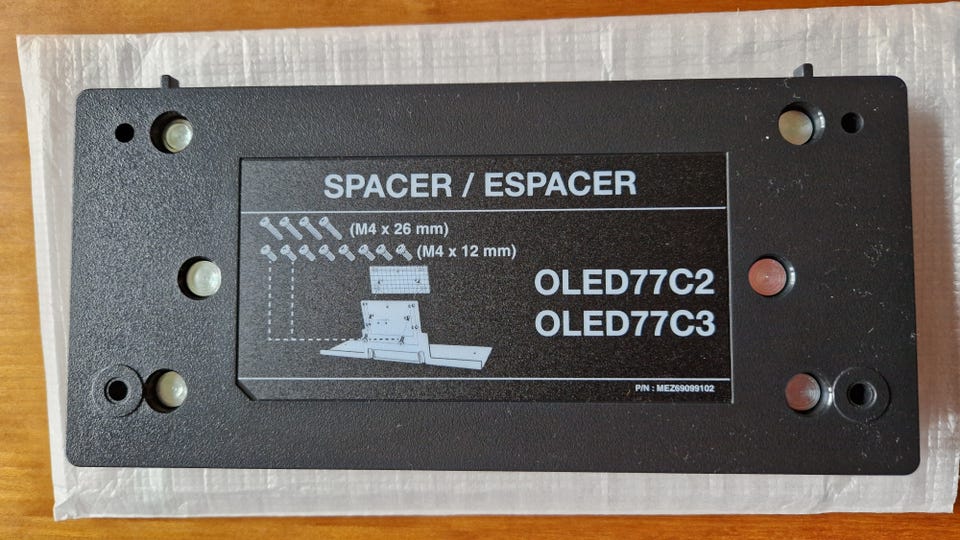 SPACER / ESPACER
(M4 x 26 mm)
(M4 x 12 mm)
OLED77C2
OLED77C3
P/N : MEZ69099102